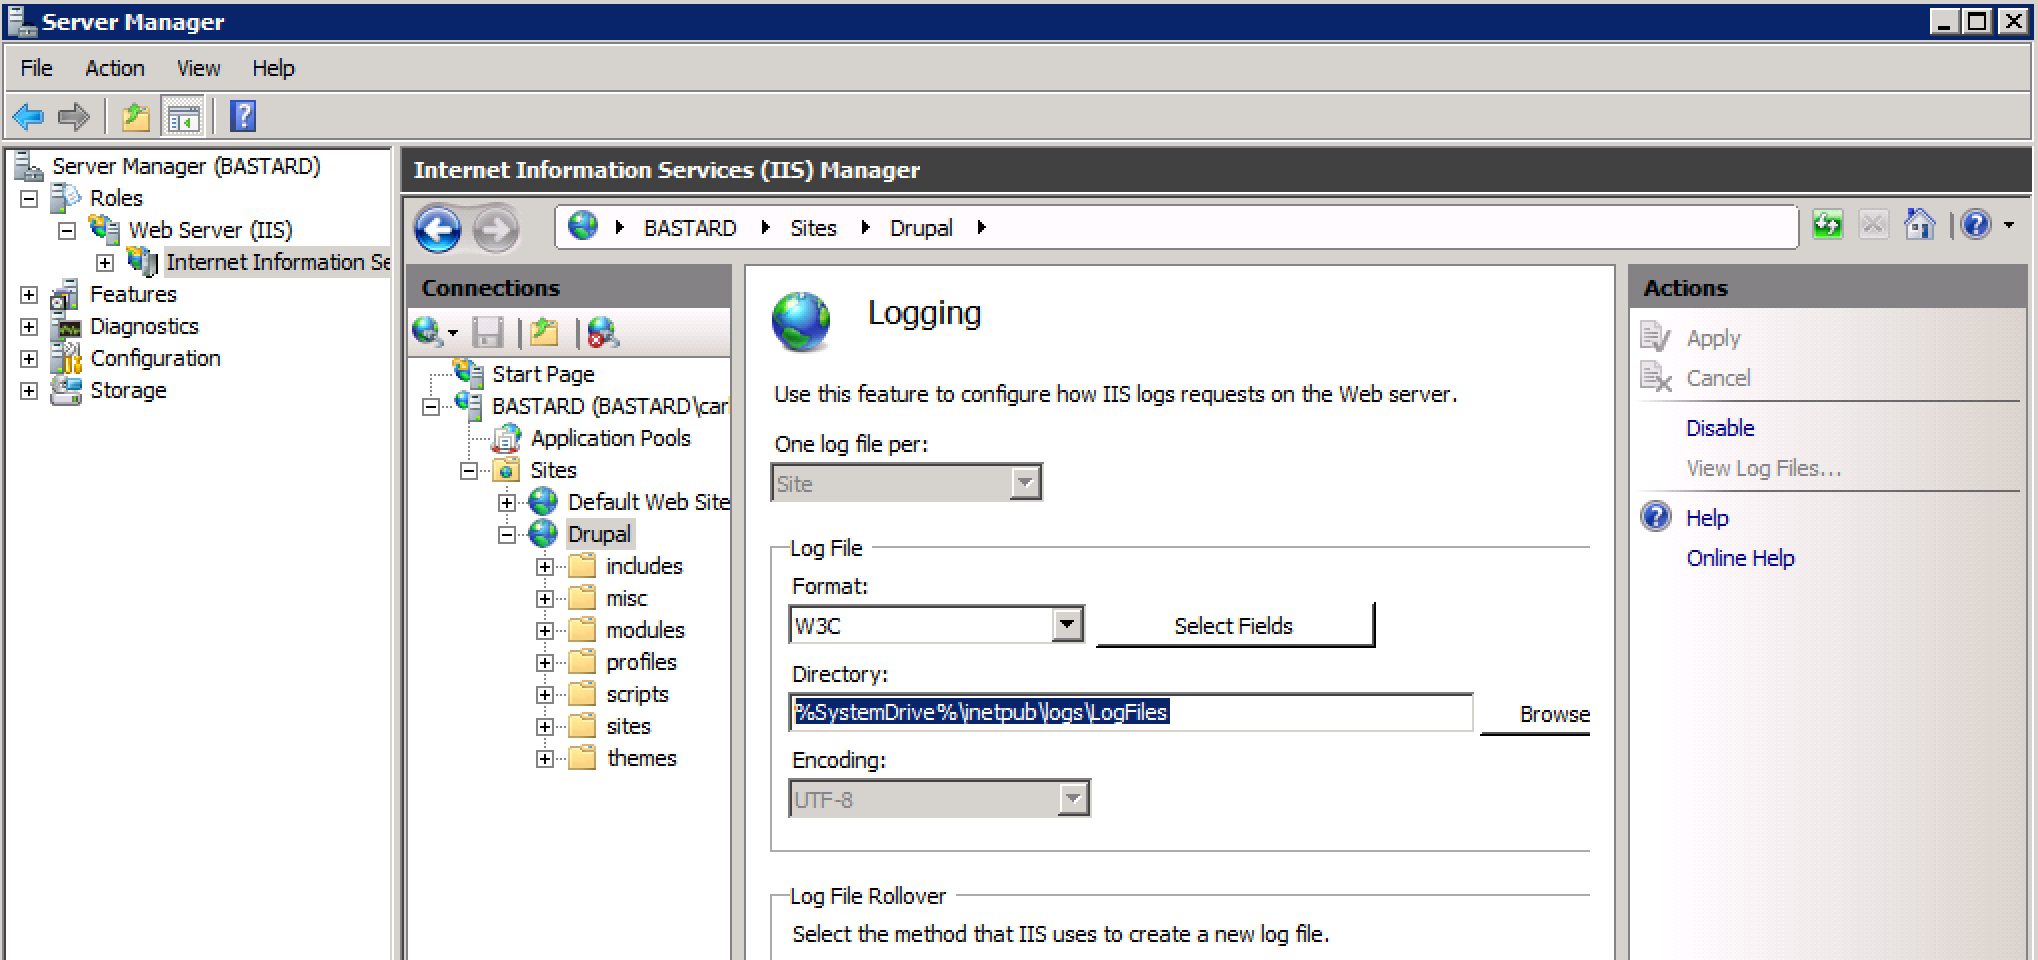 Server Manager
File Action View Help
Server Manager (BASTARD)
Roles
Web Server (IIS)
Internet Information Se
Features
Diagnostics
Configuration
Storage
Internet Information Services (IIS) Manager
BASTARD Sites Drupal
Connections
Start Page
BASTARD (BASTARD\car
Application Pools
Sites
Default Web Site
Drupal
includes
misc
modules
profiles
scripts
sites
themes
Logging
Use this feature to configure how IIS logs requests on the Web server.
One log file per:
Site
Log File
Format:
W3C
Select Fields
Directory:
%SystemDrive%\inetpub\logs\LogFiles
Browse
Encoding:
UTF-8
Log File Rollover
Select the method that IIS uses to create a new log file.
Actions
Apply
Cancel
Disable
View Log Files...
Help
Online Help